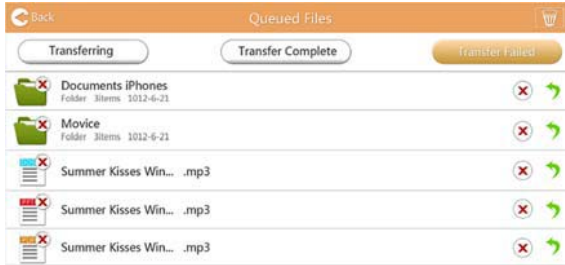 Back
Queued Files
Transferring
Transfer Complete
Transfer Failed
Documents iPhones
Folder 3items 1012-6-21
Movice
Folder 3items 1012-6-21
Summer Kisses Win... .mp3
Summer Kisses Win... .mp3
Summer Kisses Win... .mp3